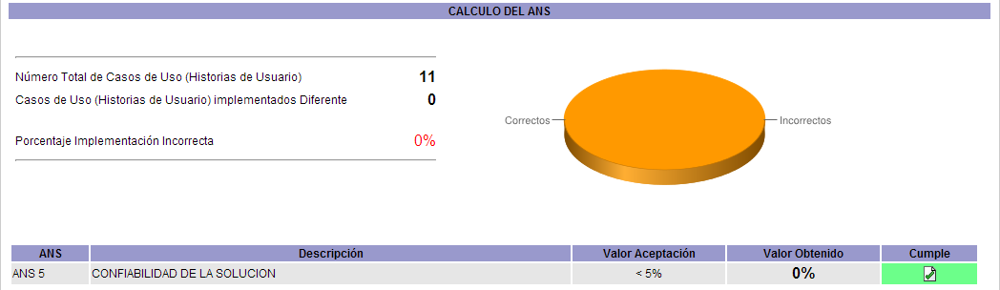 CALCULO DEL ANS
Número Total de Casos de Uso (Historias de Usuario) 11
Casos de Uso (Historias de Usuario) implementados Diferente 0
Porcentaje Implementación Incorrecta 0%
Correctos Incorrectos
ANS Descripción Valor Aceptación Valor Obtenido Cumple
ANS 5 CONFIABILIDAD DE LA SOLUCION < 5% 0%